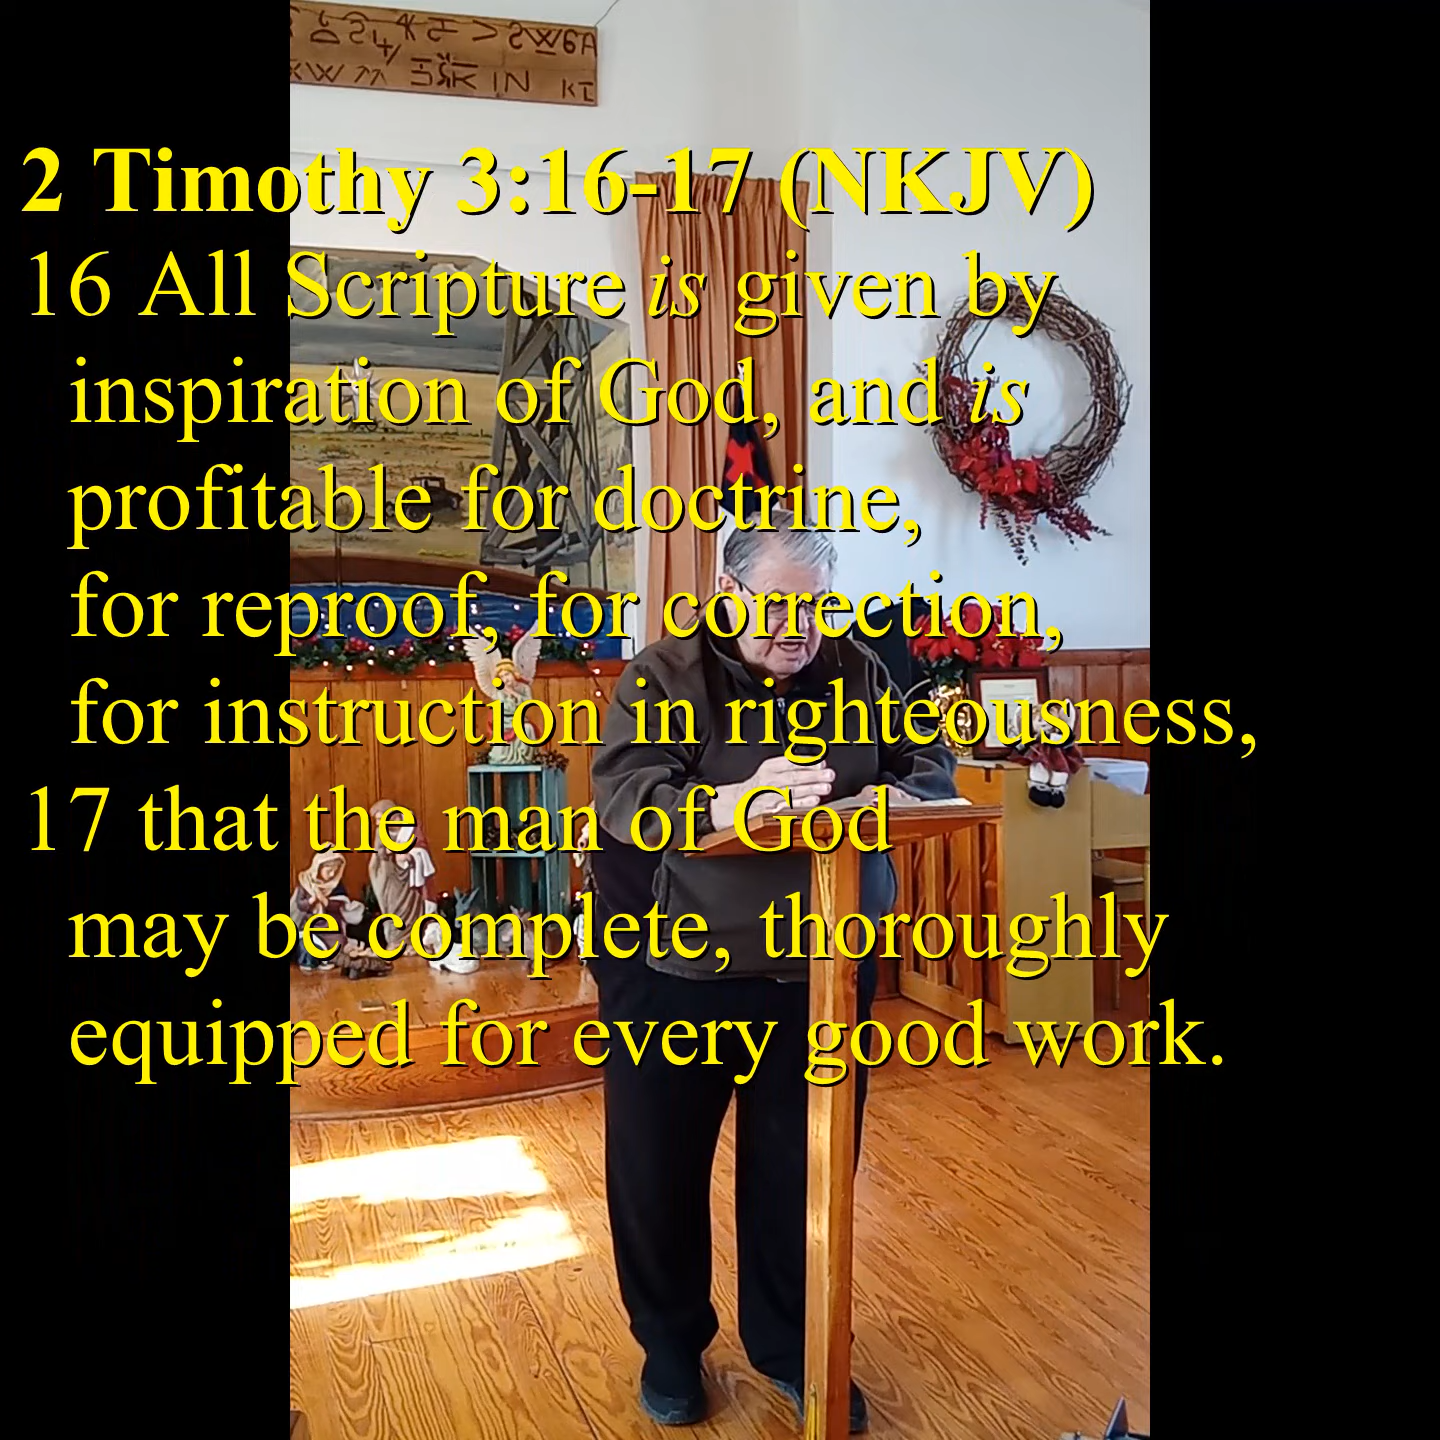 2 Timothy 3:16-17 (NKJV)
16 All Scripture is given by
inspiration of God, and is
profitable for doctrine,
for reproof, for correction,
for instruction in righteousness,
17 that the man of God
may be complete, thoroughly
equipped for every good work.